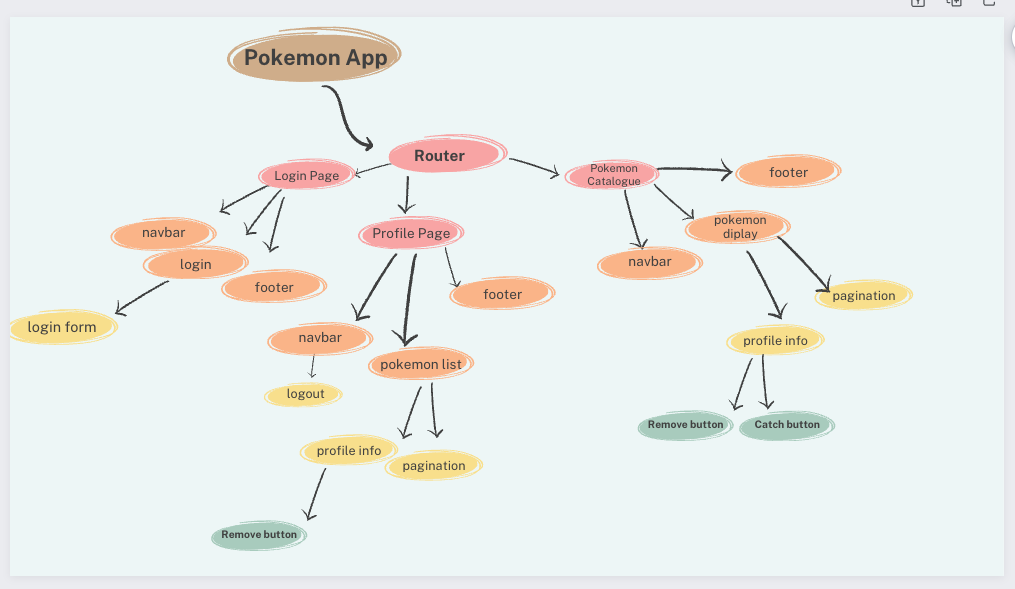 Pokemon App
Router
Login Page
Pokemon
Catalogue
footer
navbar
login
footer
login form
Profile Page
footer
navbar
logout
pokemon list
profile info
pagination
Remove button
navbar
pokemon
diplay
pagination
profile info
Remove button
Catch button